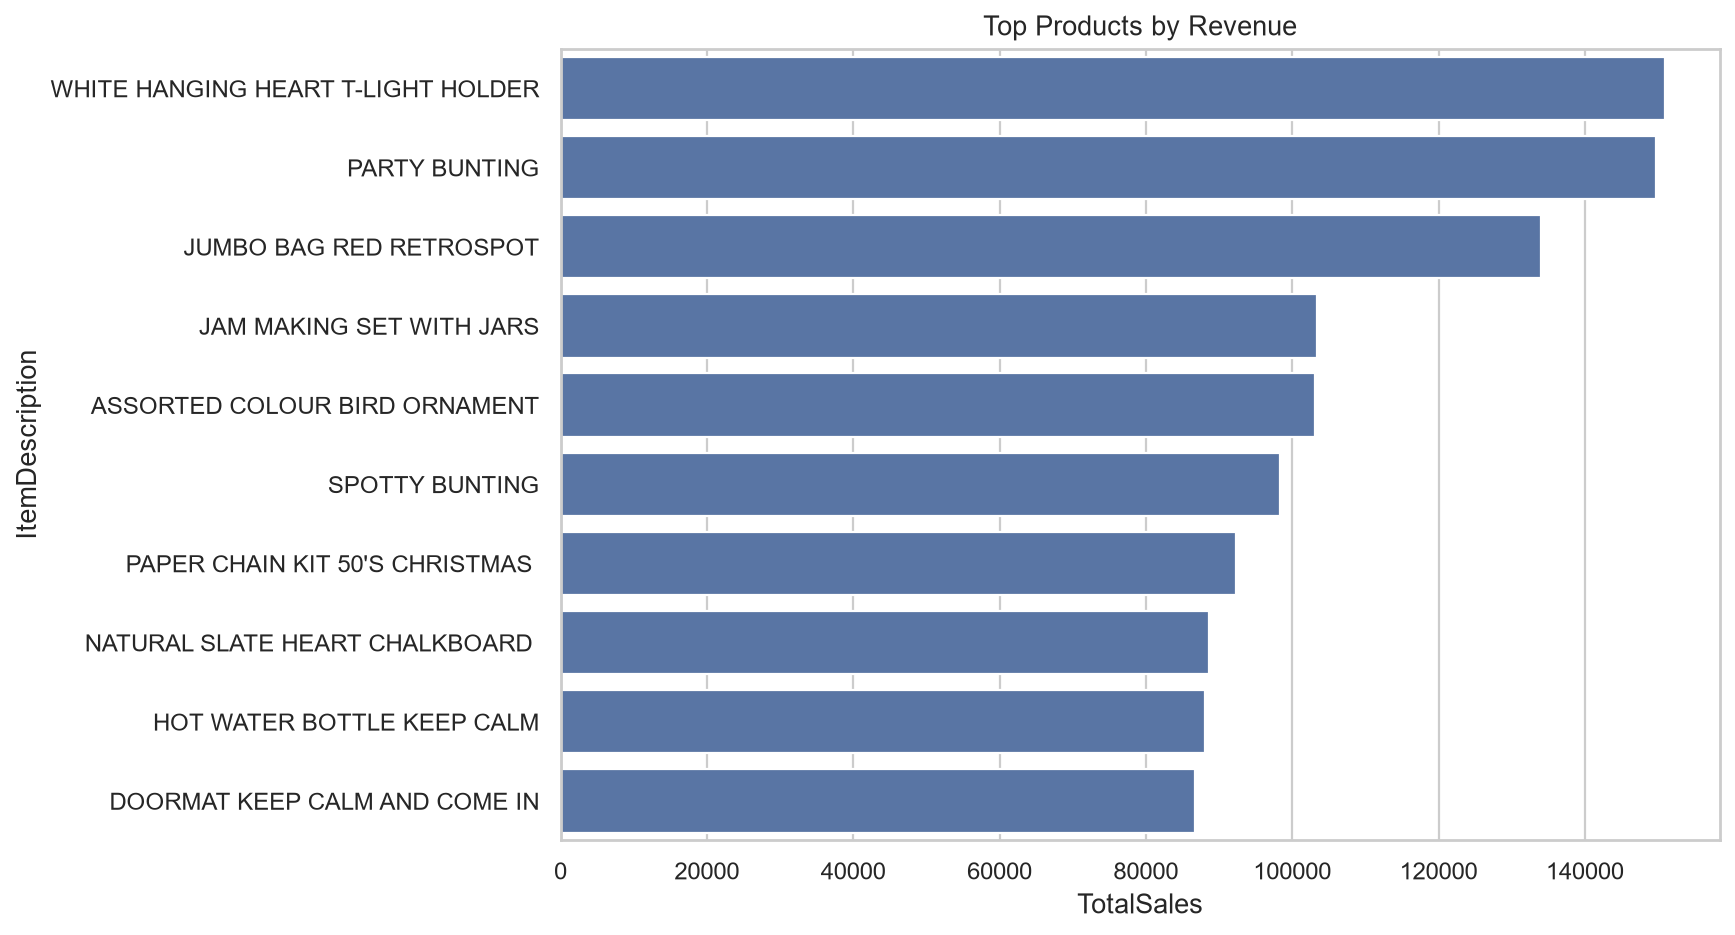 Top Products by Revenue
WHITE HANGING HEART T-LIGHT HOLDER
PARTY BUNTING
JUMBO BAG RED RETROSPOT
JAM MAKING SET WITH JARS
ASSORTED COLOUR BIRD ORNAMENT
SPOTTY BUNTING
PAPER CHAIN KIT 50'S CHRISTMAS
NATURAL SLATE HEART CHALKBOARD
HOT WATER BOTTLE KEEP CALM
DOORMAT KEEP CALM AND COME IN
ItemDescription
0 20000 40000 60000 80000 100000 120000 140000
TotalSales